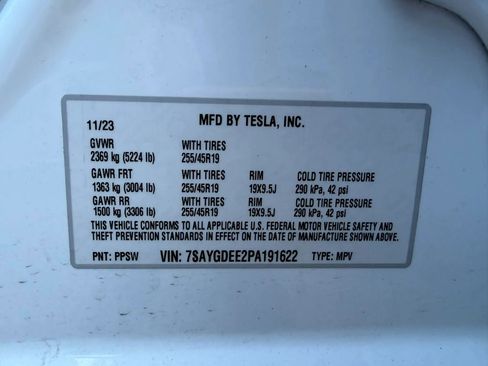 11/23 MFD BY TESLA, INC.
GVWR WITH TIRES
2369 kg (5224 lb) 255/45R19
GAWR FRT WITH TIRES RIM COLD TIRE PRESSURE
1363 kg (3004 lb) 255/45R19 19X9.5J 290 kPa, 42 psi
GAWR RR WITH TIRES RIM COLD TIRE PRESSURE
1500 kg (3306 lb) 255/45R19 19X9.5J 290 kPa, 42 psi
THIS VEHICLE CONFORMS TO ALL APPLICABLE U.S. FEDERAL MOTOR VEHICLE SAFETY AND
THEFT PREVENTION STANDARDS IN EFFECT ON THE DATE OF MANUFACTURE SHOWN ABOVE.
PNT: PPSW VIN: 7SAYGDEE2PA191622 TYPE: MPV